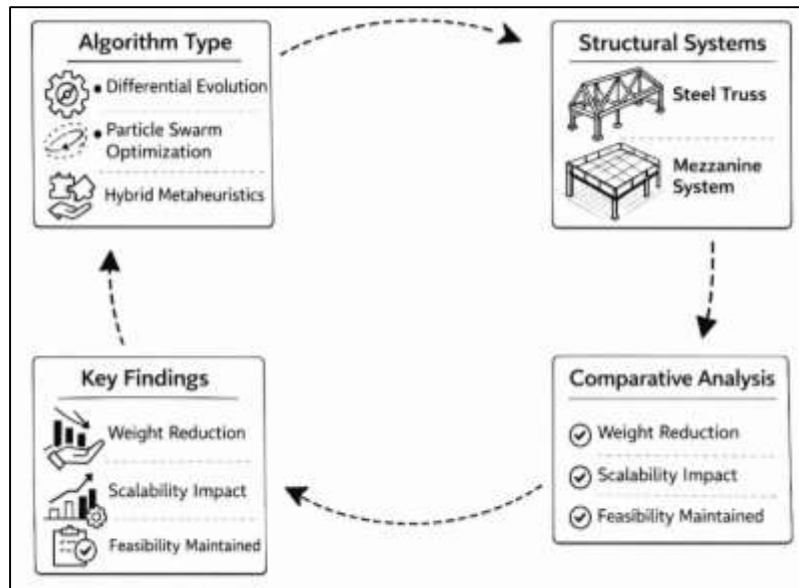 Algorithm Type
• Differential Evolution
• Particle Swarm
Optimization
Hybrid Metaheuristics
Structural Systems
Steel Truss
Mezzanine
System
Key Findings
Weight Reduction
Scalability Impact
Feasibility Maintained
Comparative Analysis
Weight Reduction
Scalability Impact
Feasibility Maintained